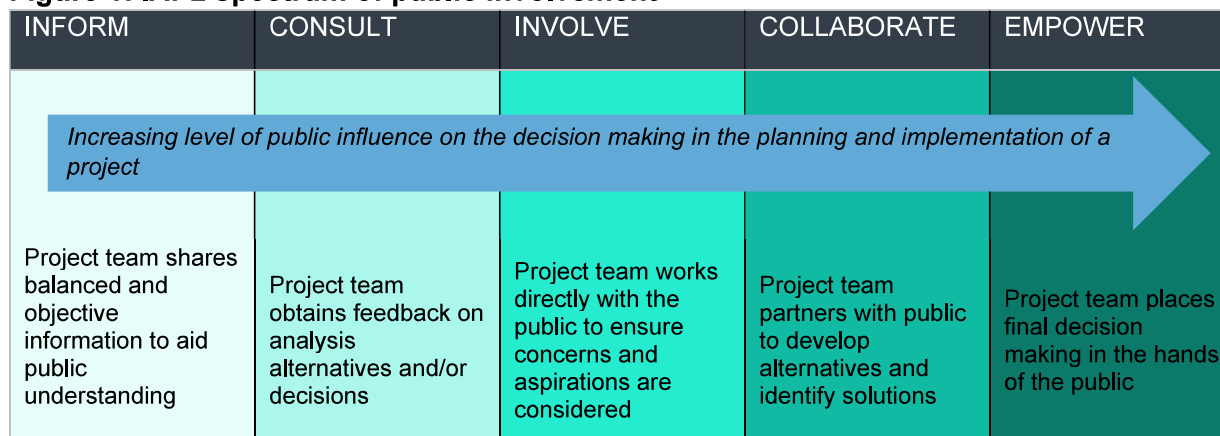 INFORM CONSULT INVOLVE COLLABORATE EMPOWER
Increasing level of public influence on the decision making in the planning and implementation of a
project
Project team shares
balanced and
objective
information to aid
public
understanding
Project team
obtains feedback on
analysis
alternatives and/or
decisions
Project team works
directly with the
public to ensure
concerns and
aspirations are
considered
Project team
partners with public
to develop
alternatives and
identify solutions
Project team places
final decision
making in the hands
of the public